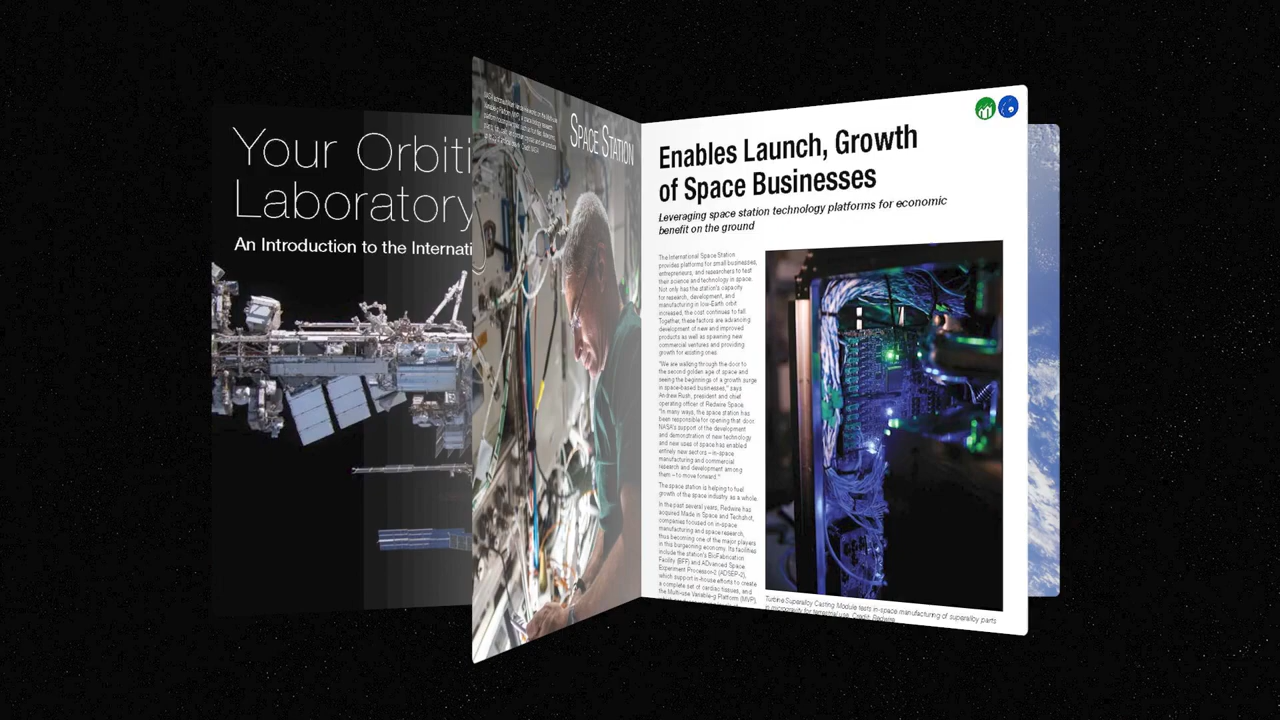 Your Orbiti
Laboratory
An Introduction to the Internati
SPACE STATION
Enables Launch, Growth
of Space Businesses
Leveraging space station technology platforms for economic
benefit on the ground
The International Space Station
provides platforms for small businesses,
entrepreneurs, and researchers to test
their science and technology in space.
Not only has the station's capacity
for research, development, and
manufacturing in low-Earth orbit
increased, the cost continues to fall.
Together, these factors are advancing
development of new and improved
products as well as spawning new
commercial ventures and providing
growth for existing ones.
"We are walking through the door to
the second golden age of space and
seeing the beginnings of a growth surge
in space-based businesses," says
Andrew Rush, president and chief
operating officer of Redwire Space.
"In many ways, the space station has
been responsible for opening that door.
NASA's support of the development
and demonstration of new technology
and new uses of space has enabled
entirely new sectors – in-space
manufacturing and commercial
research and development among
them – to move forward."
The space station is helping to fuel
growth of the space industry as a whole.
In the past several years, Redwire has
acquired Made in Space and Techshot,
companies focused on in-space
manufacturing and space research,
thus becoming one of the major players
in this burgeoning economy. Its facilities
include the station's BioFabrication
Facility (BFF) and ADvanced Space
Experiment Processor-2 (ADSEP-2),
which support in-house efforts to create
a complete set of cardiac tissues, and
the Multi-use Variable-g Platform (MVP),
Turbine Superalloy Casting Module tests in-space manufacturing of superalloy parts
in microgravity for terrestrial use. Credit: Redwire